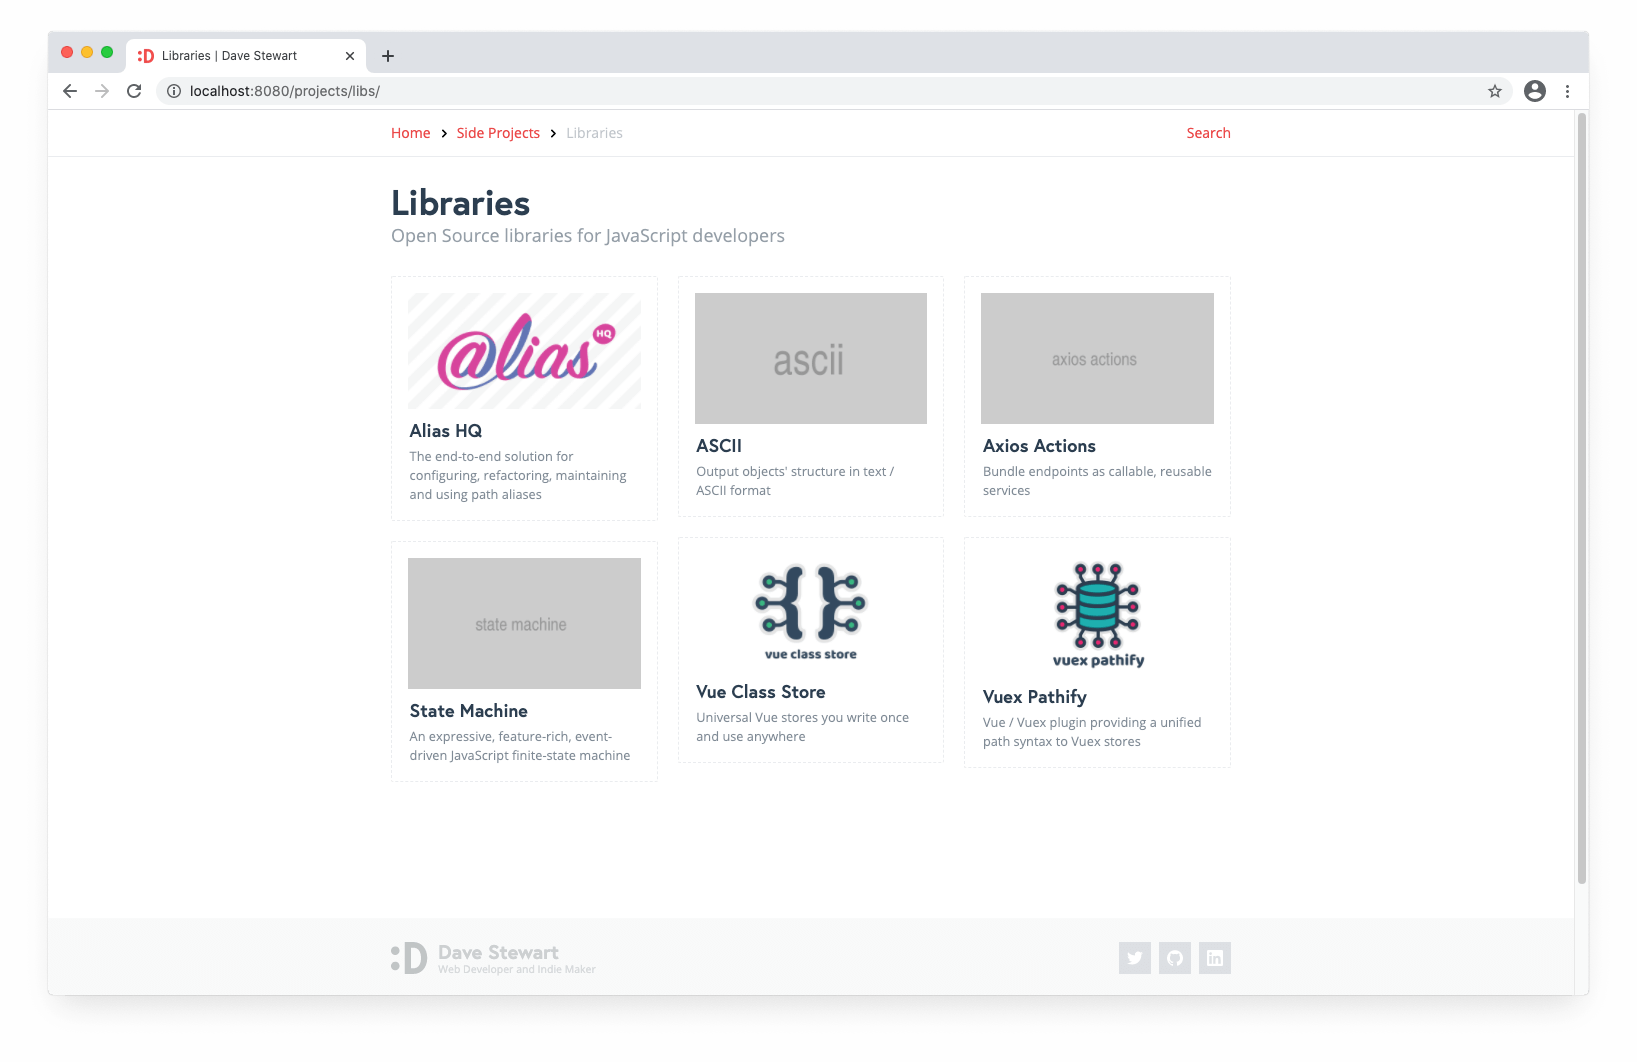 :D Libraries | Dave Stewart
localhost:8080/projects/libs/
Home Side Projects Libraries Search
Libraries
Open Source libraries for JavaScript developers
@lias HQ
Alias HQ
The end-to-end solution for
configuring, refactoring, maintaining
and using path aliases
ascii
ASCII
Output objects' structure in text /
ASCII format
axios actions
Axios Actions
Bundle endpoints as callable, reusable
services
state machine
State Machine
An expressive, feature-rich, event-
driven JavaScript finite-state machine
vue class store
Vue Class Store
Universal Vue stores you write once
and use anywhere
vuex pathify
Vuex Pathify
Vue / Vuex plugin providing a unified
path syntax to Vuex stores
:D Dave Stewart
Web Developer and Indie Maker
in